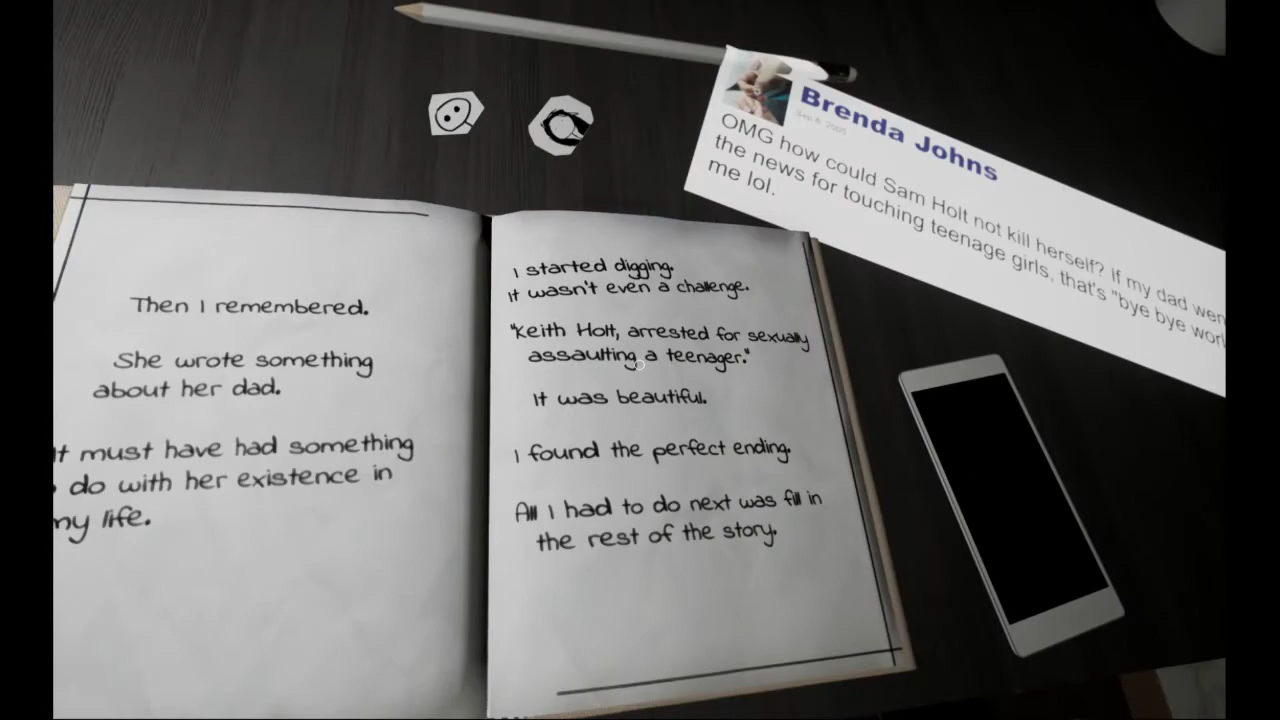 Brenda Johns
Sep 6, 2005
OMG how could Sam Holt not kill herself? If my dad wer
the news for touching teenage girls, that's "bye bye worl
me lol.
Then I remembered.
She wrote something
about her dad.
It must have had something
do with her existence in
my life.
I started digging.
It wasn't even a challenge.
"Keith Holt, arrested for sexually
assaulting a teenager."
It was beautiful.
I found the perfect ending.
All I had to do next was fill in
the rest of the story.